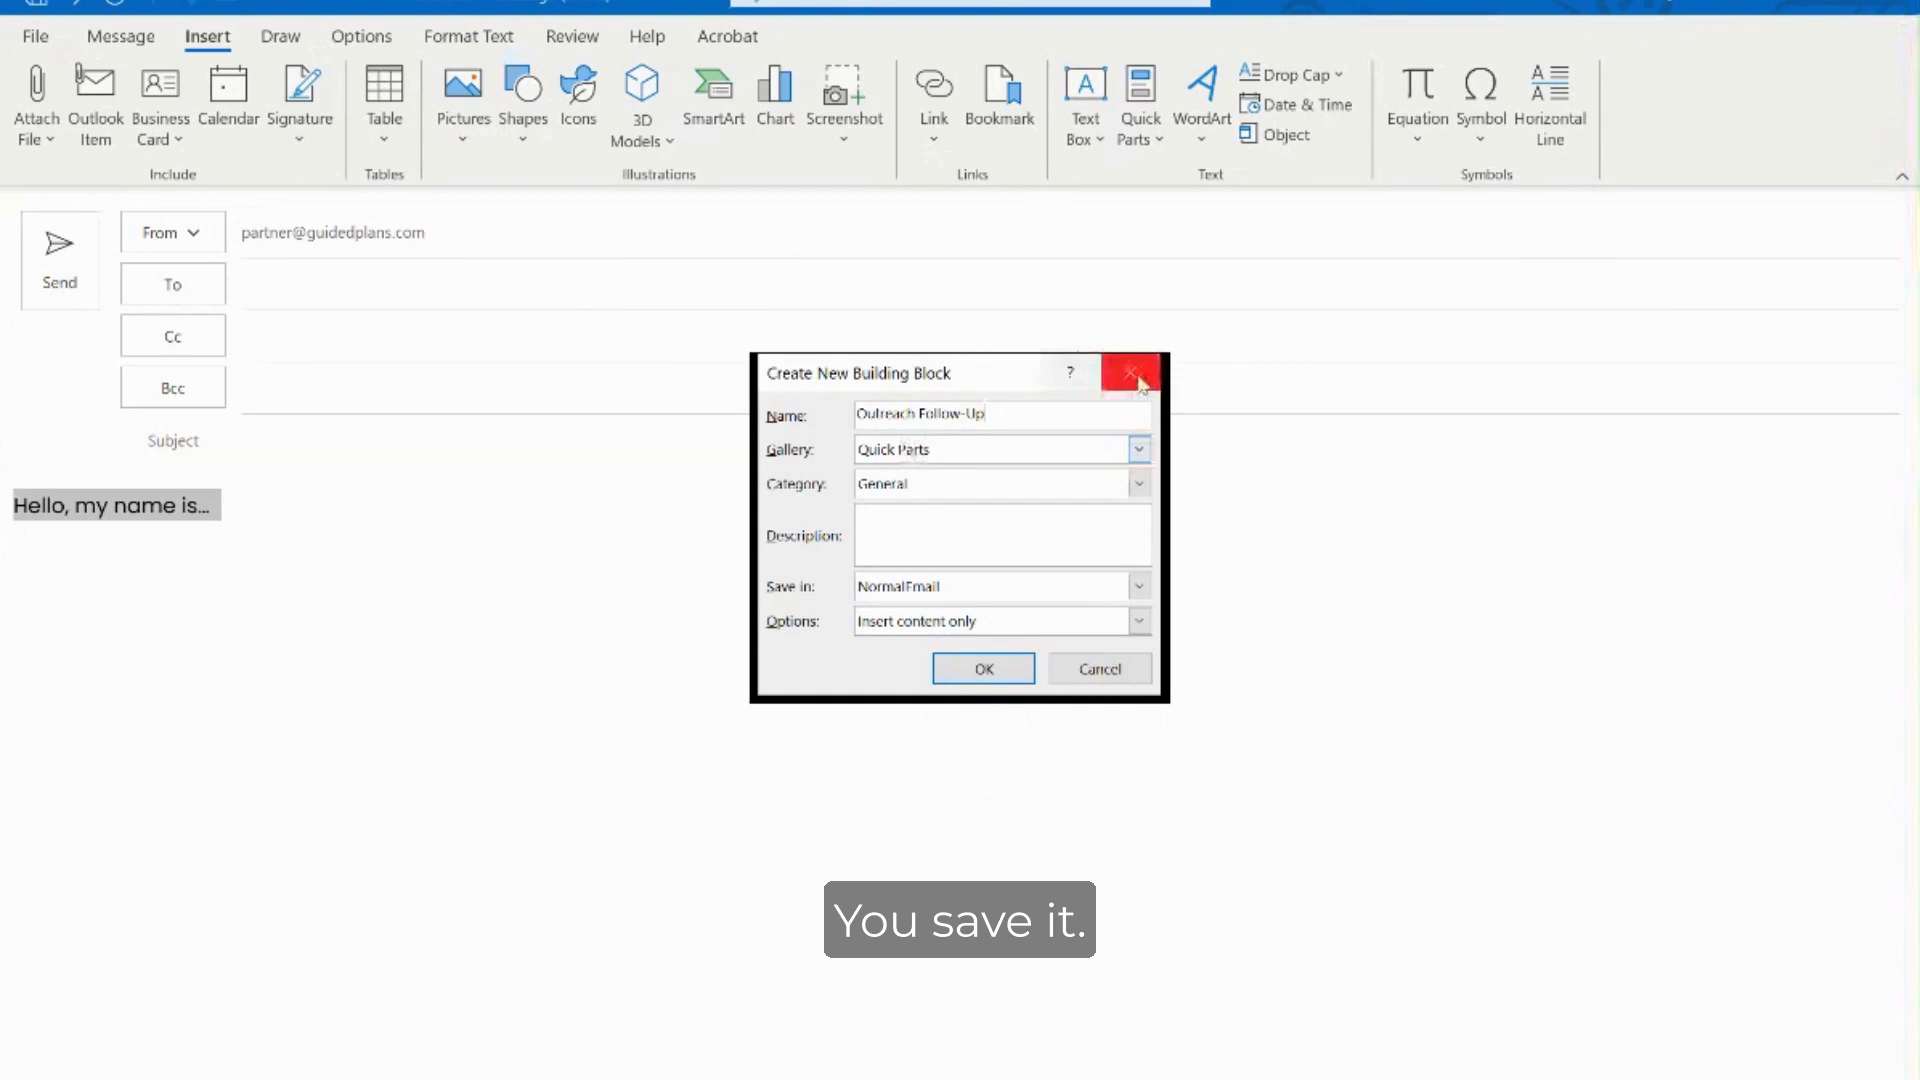 File Message Insert Draw Options Format Text Review Help Acrobat
Attach File Outlook Item Business Card Calendar Signature Table Pictures Shapes Icons 3D Models SmartArt Chart Screenshot Link Bookmark Text Box Quick Parts WordArt Drop Cap Date & Time Object Equation Symbol Horizontal Line
Include Tables Illustrations Links Text Symbols
Send
From partner@guidedplans.com
To
Cc
Bcc
Subject
Hello, my name is...
Create New Building Block ?
Name: Outreach Follow-Up
Gallery: Quick Parts
Category: General
Description:
Save in: NormalEmail
Options: Insert content only
OK Cancel
You save it.